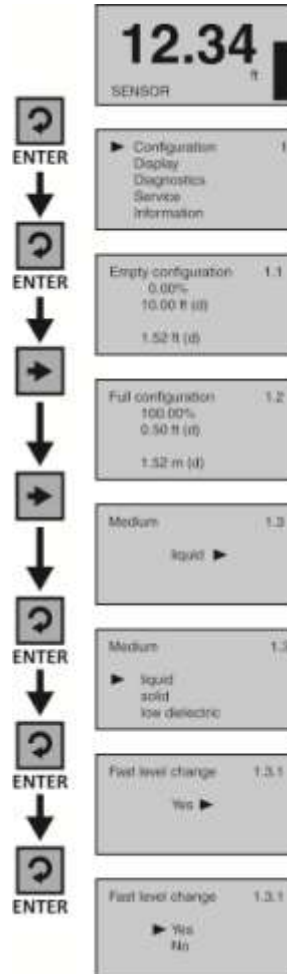 12.34
ft
SENSOR
ENTER
Configuration 1
Display
Diagnostics
Service
Information
ENTER
Empty configuration 1.1
0.00%
10.00 ft (d)
1.52 ft (d)
Full configuration 1.2
100.00%
0.50 ft (d)
1.52 m (d)
Medium 1.3
liquid
ENTER
Medium 1.3
liquid
solid
low dielectric
ENTER
Fast level change 1.3.1
Yes
ENTER
Fast level change 1.3.1
Yes
No